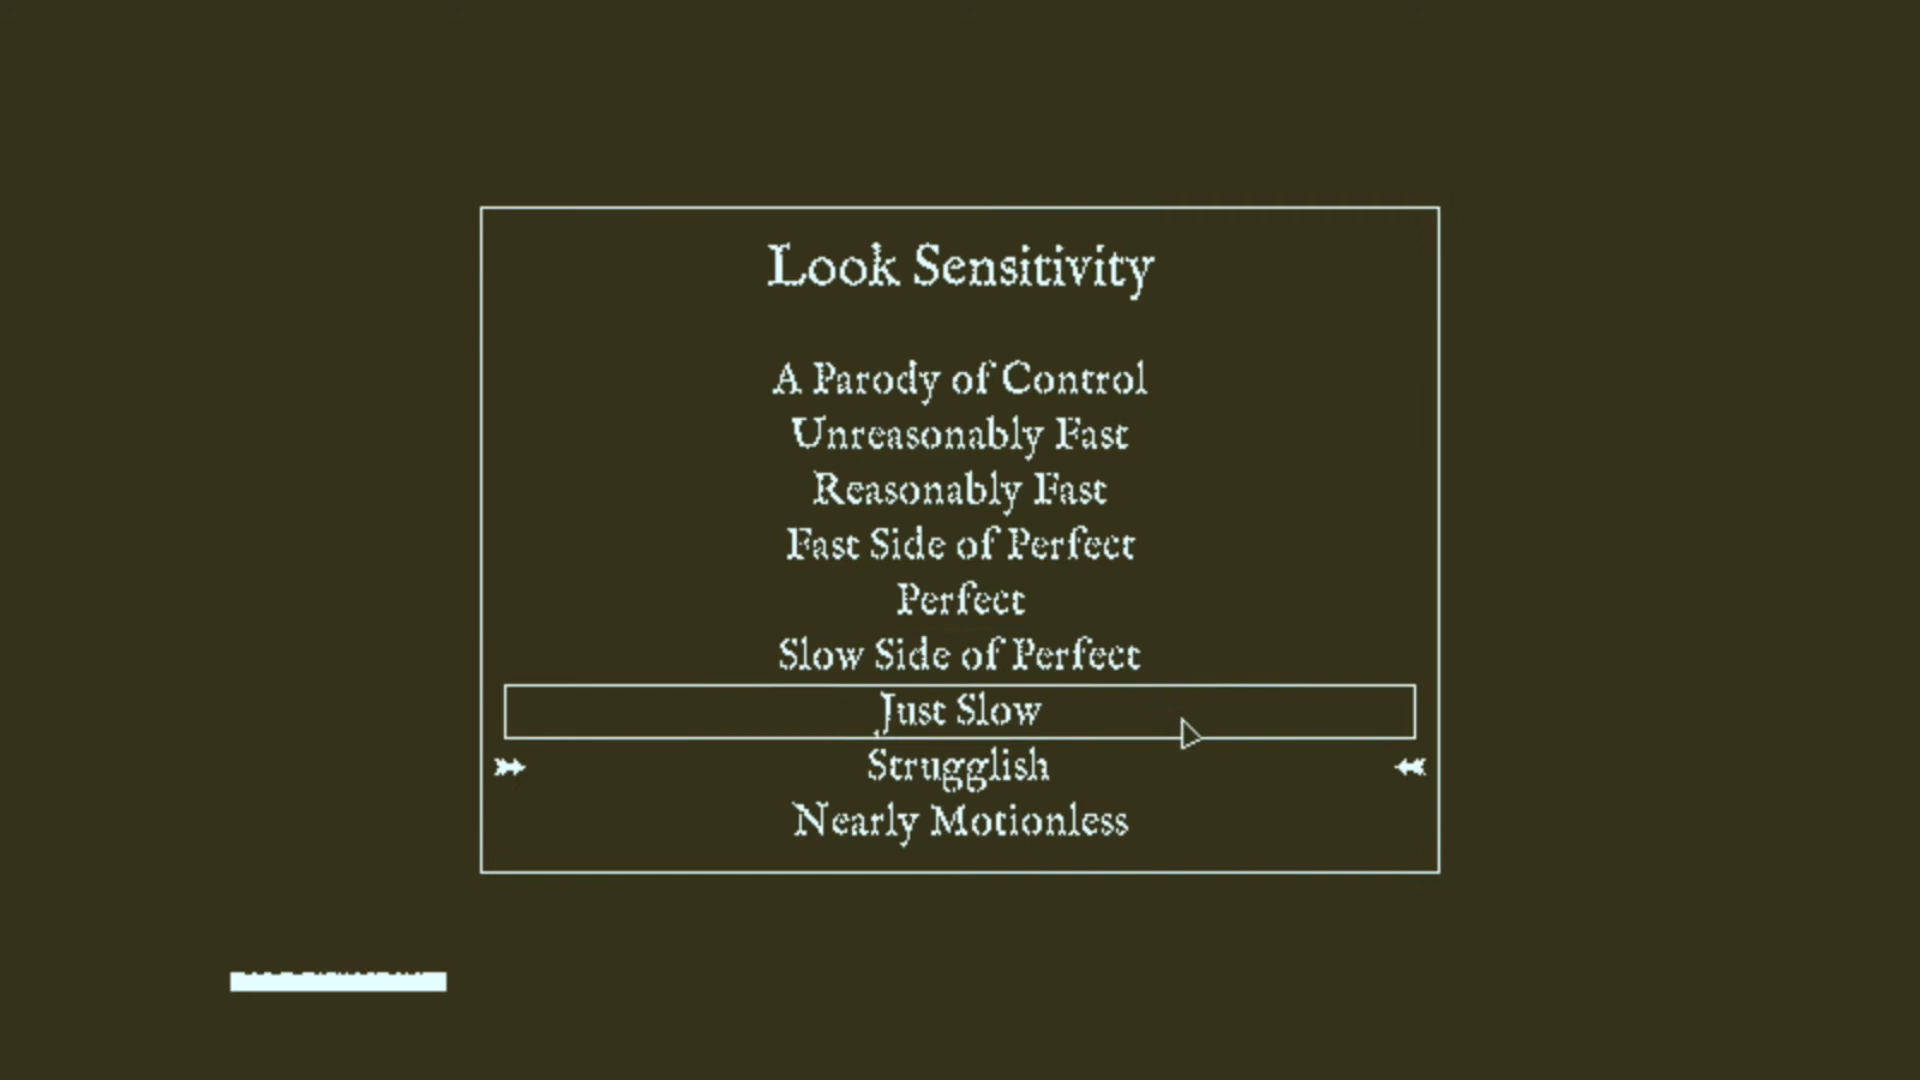 Look Sensitivity
A Parody of Control
Unreasonably Fast
Reasonably Fast
Fast Side of Perfect
Perfect
Slow Side of Perfect
Just Slow
Strugglish
Nearly Motionless